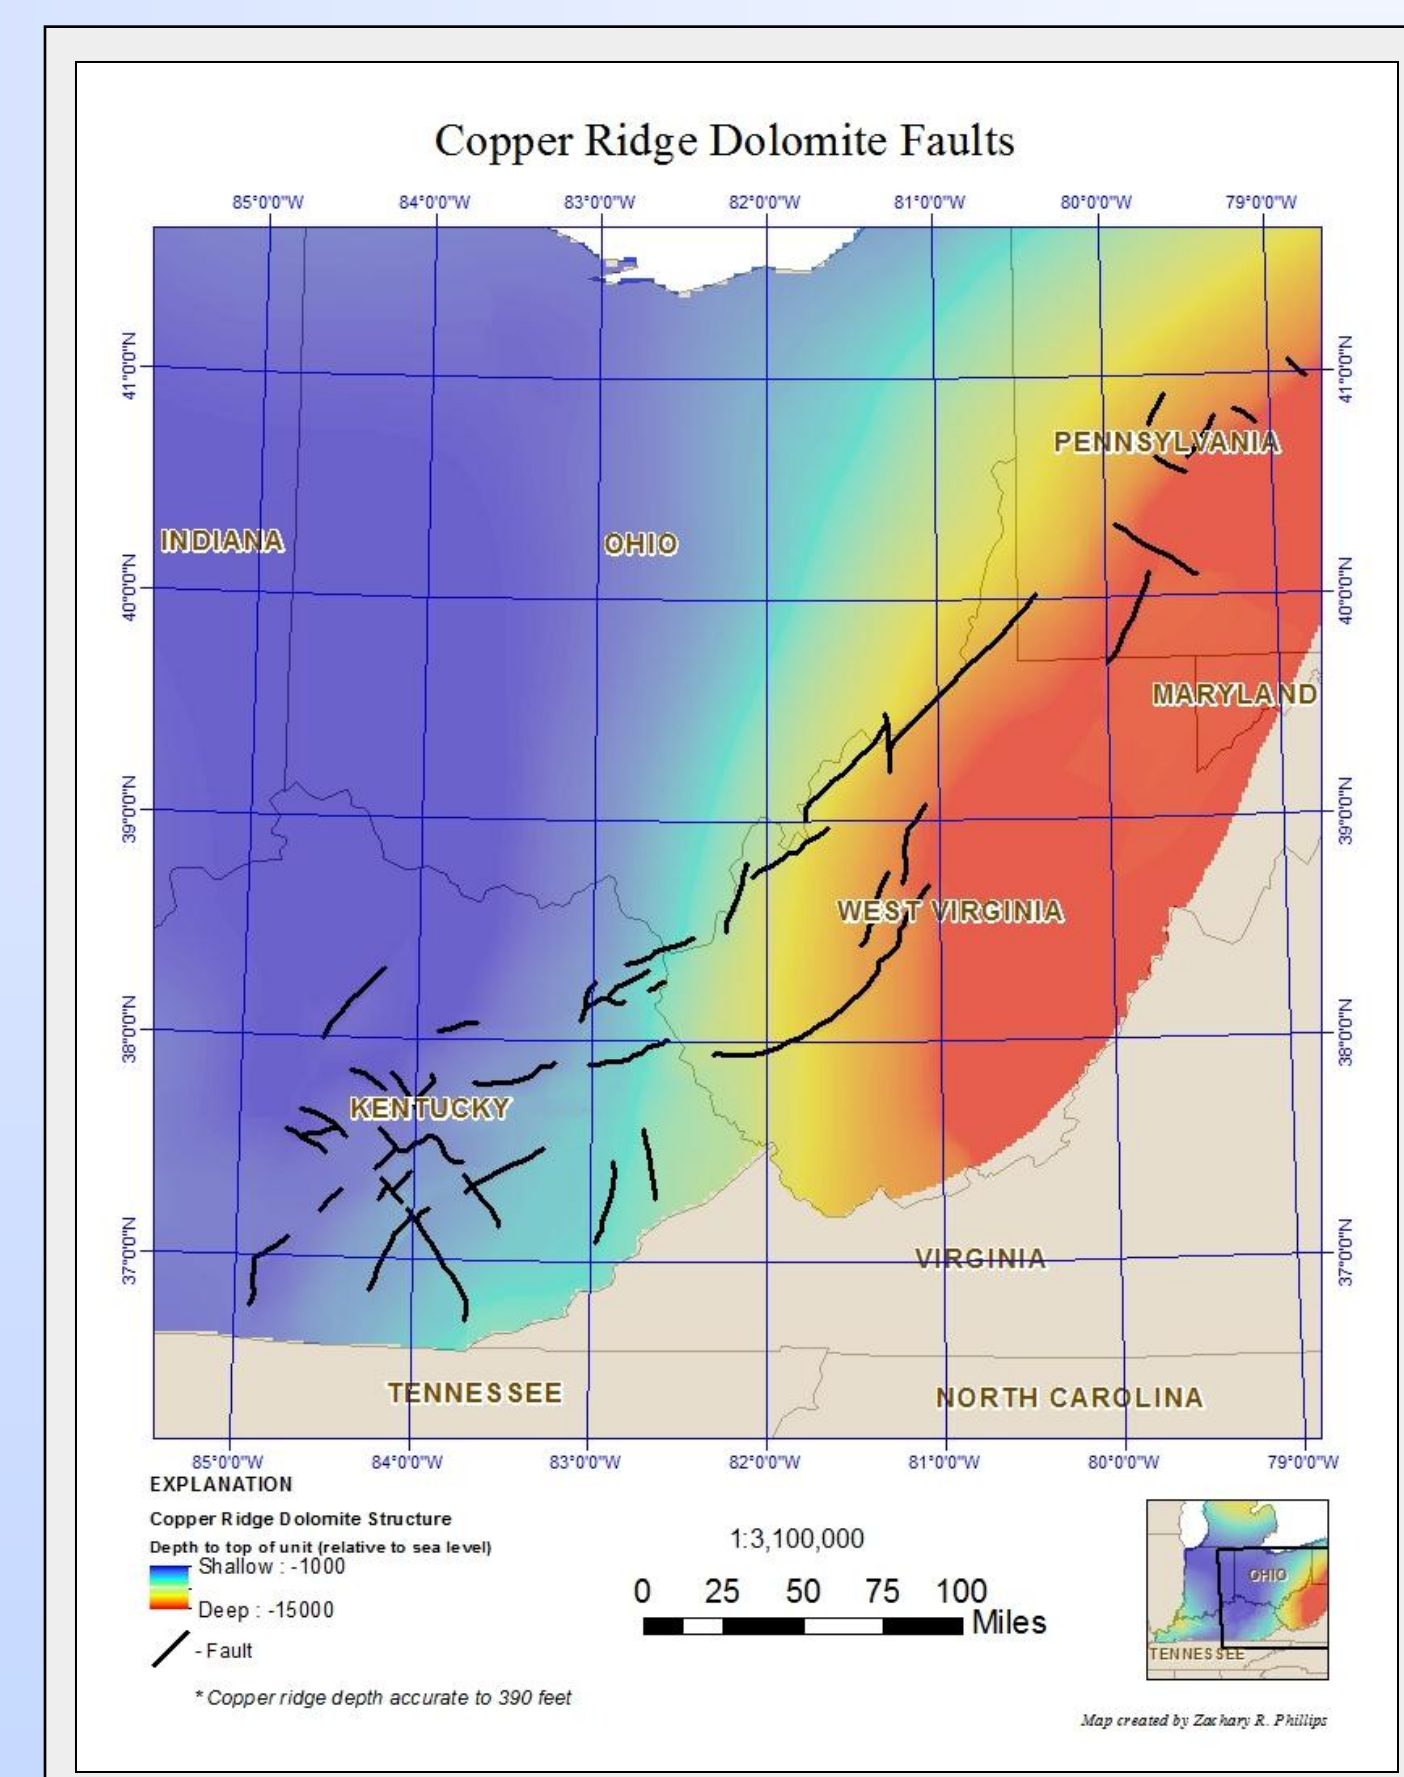 Copper Ridge Dolomite Faults
85°0'0"W 84°0'0"W 83°0'0"W 82°0'0"W 81°0'0"W 80°0'0"W 79°0'0"W
41°0'0"N 41°0'0"N
PENNSYLVANIA
INDIANA OHIO
40°0'0"N 40°0'0"N
MARYLAND
39°0'0"N 39°0'0"N
WEST VIRGINIA
38°0'0"N 38°0'0"N
KENTUCKY
37°0'0"N VIRGINIA 37°0'0"N
TENNESSEE NORTH CAROLINA
85°0'0"W 84°0'0"W 83°0'0"W 82°0'0"W 81°0'0"W 80°0'0"W 79°0'0"W
EXPLANATION
Copper Ridge Dolomite Structure
Depth to top of unit (relative to sea level)
Shallow : -1000
Deep : -15000
- Fault
* Copper ridge depth accurate to 390 feet
1:3,100,000
0 25 50 75 100
Miles
OHIO
TENNESSEE
Map created by Zachary R. Phillips